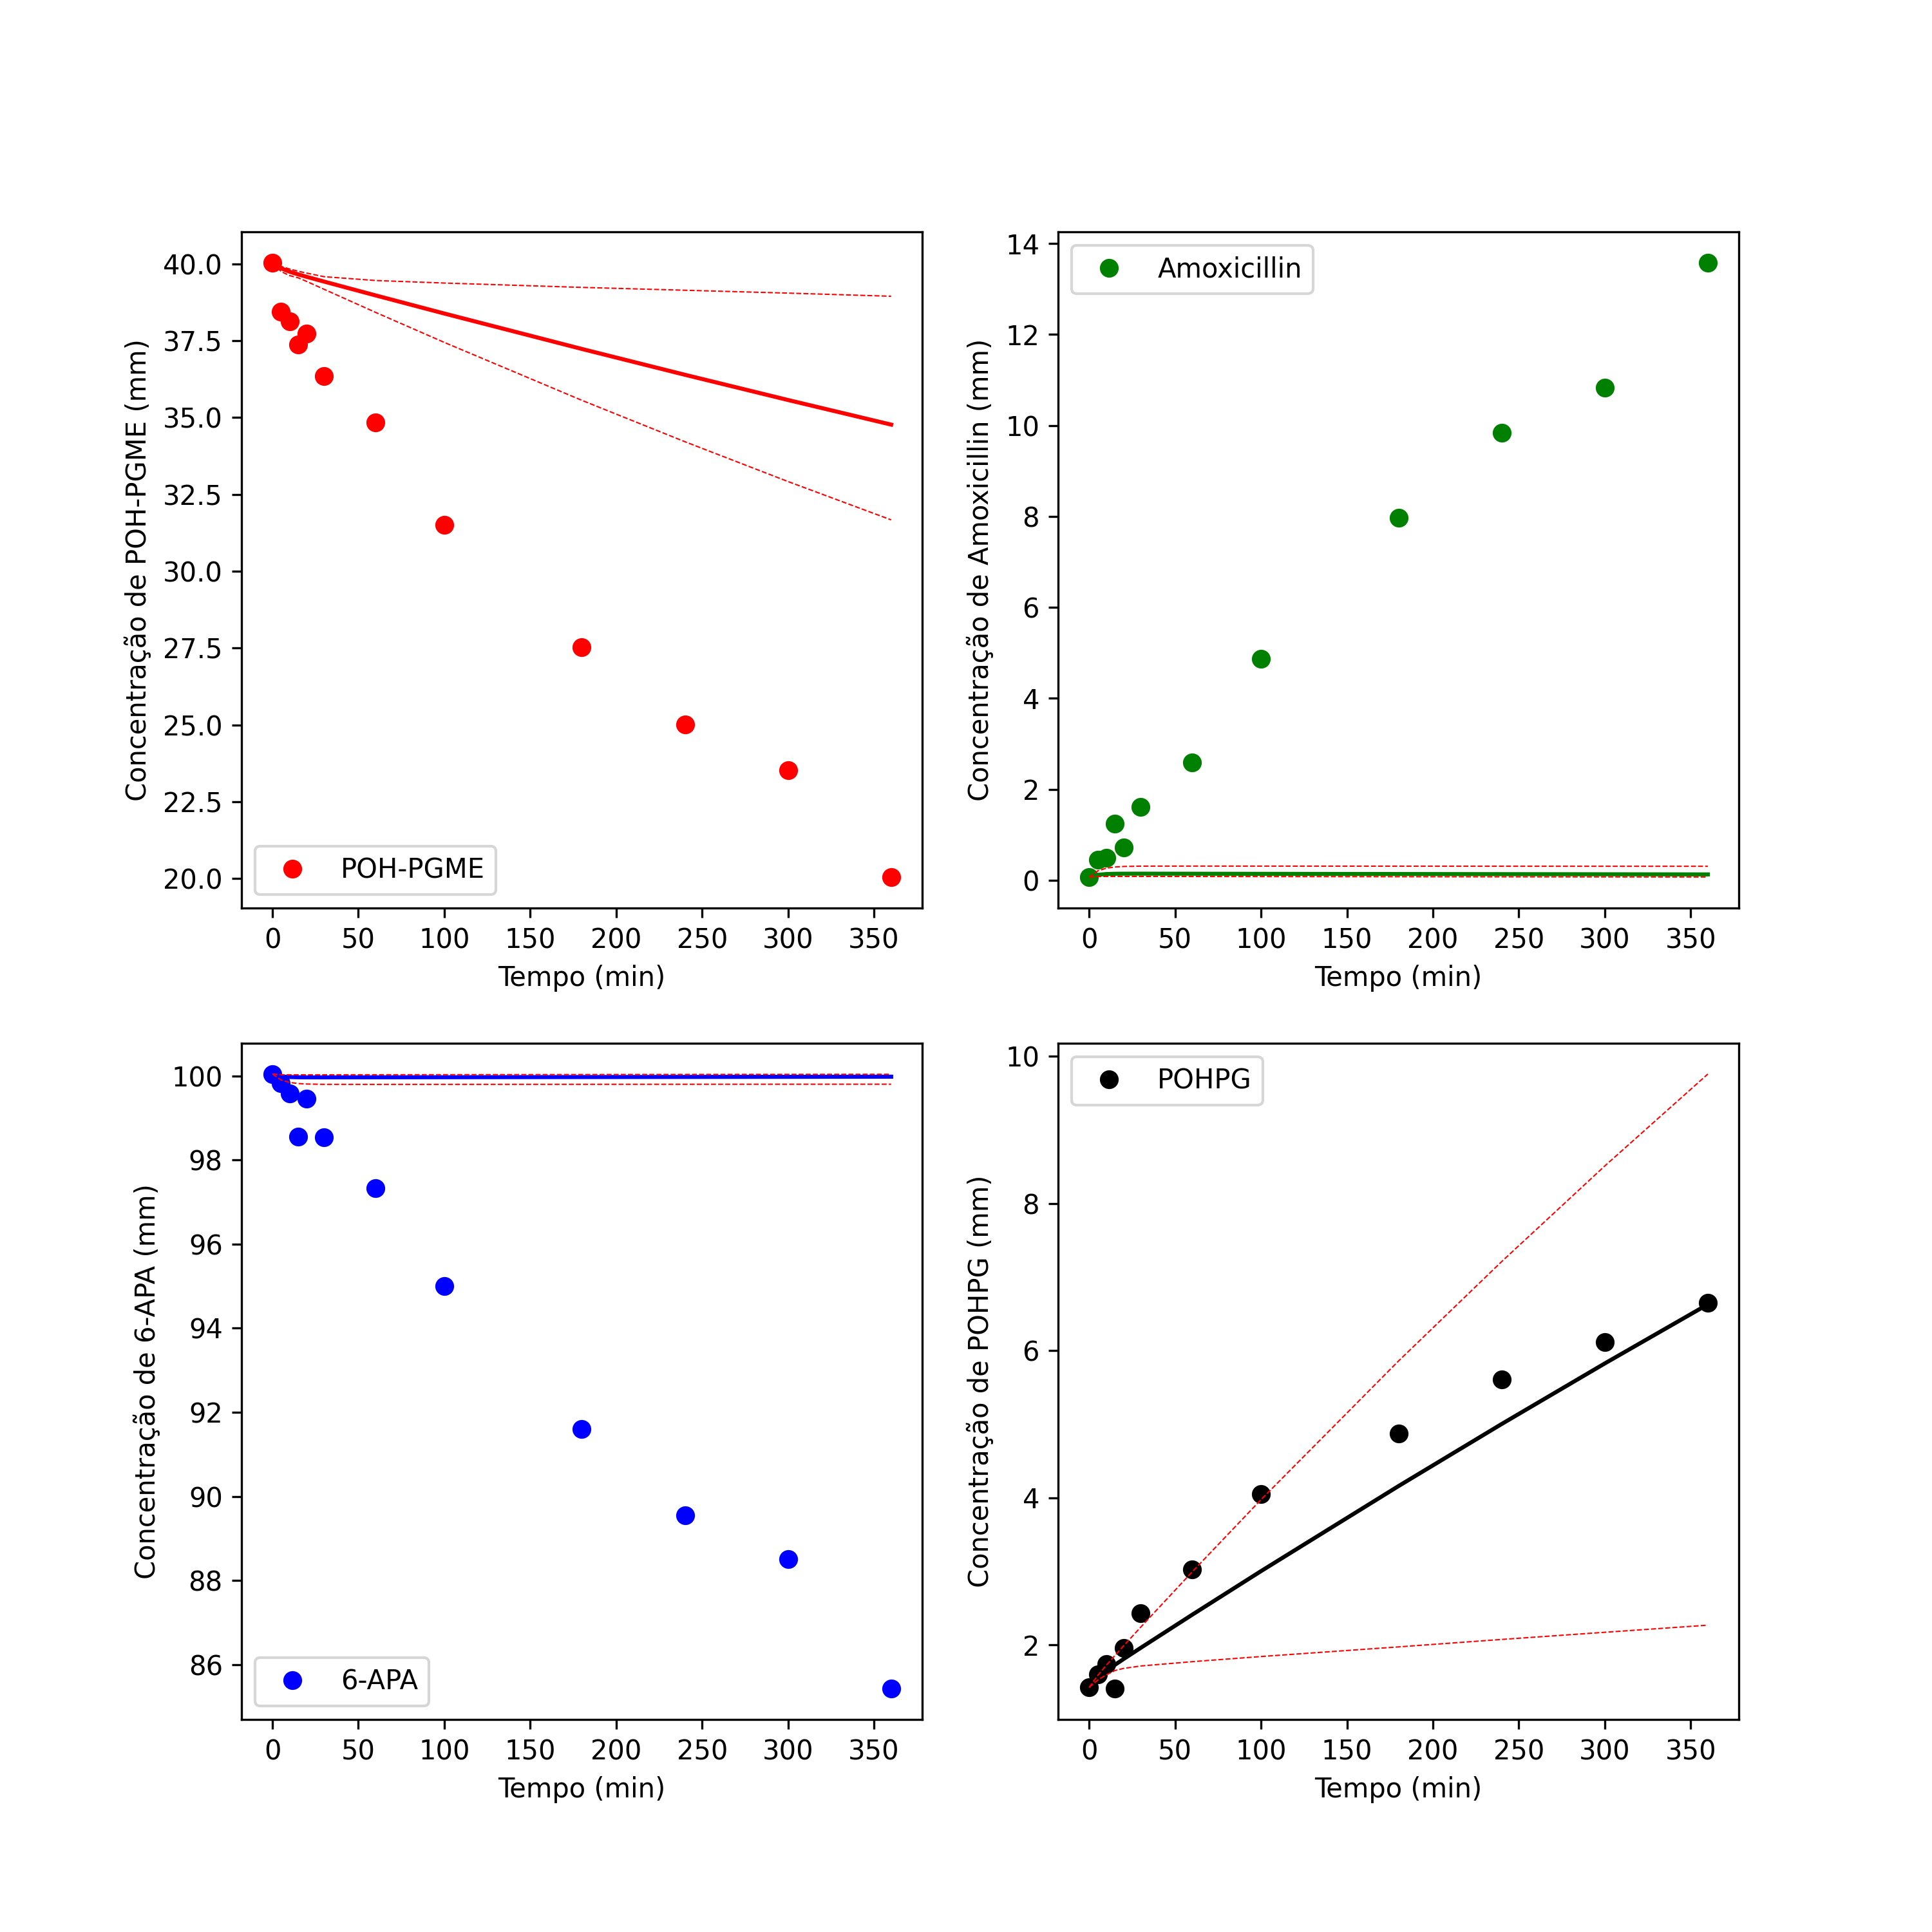 Concentração de POH-PGME (mm)
40.0
37.5
35.0
32.5
30.0
27.5
25.0
22.5
20.0
POH-PGME
0 50 100 150 200 250 300 350
Tempo (min)
Concentração de Amoxicillin (mm)
14
12
10
8
6
4
2
0
Amoxicillin
0 50 100 150 200 250 300 350
Tempo (min)
Concentração de 6-APA (mm)
100
98
96
94
92
90
88
86
6-APA
0 50 100 150 200 250 300 350
Tempo (min)
Concentração de POHPG (mm)
10
8
6
4
2
POHPG
0 50 100 150 200 250 300 350
Tempo (min)